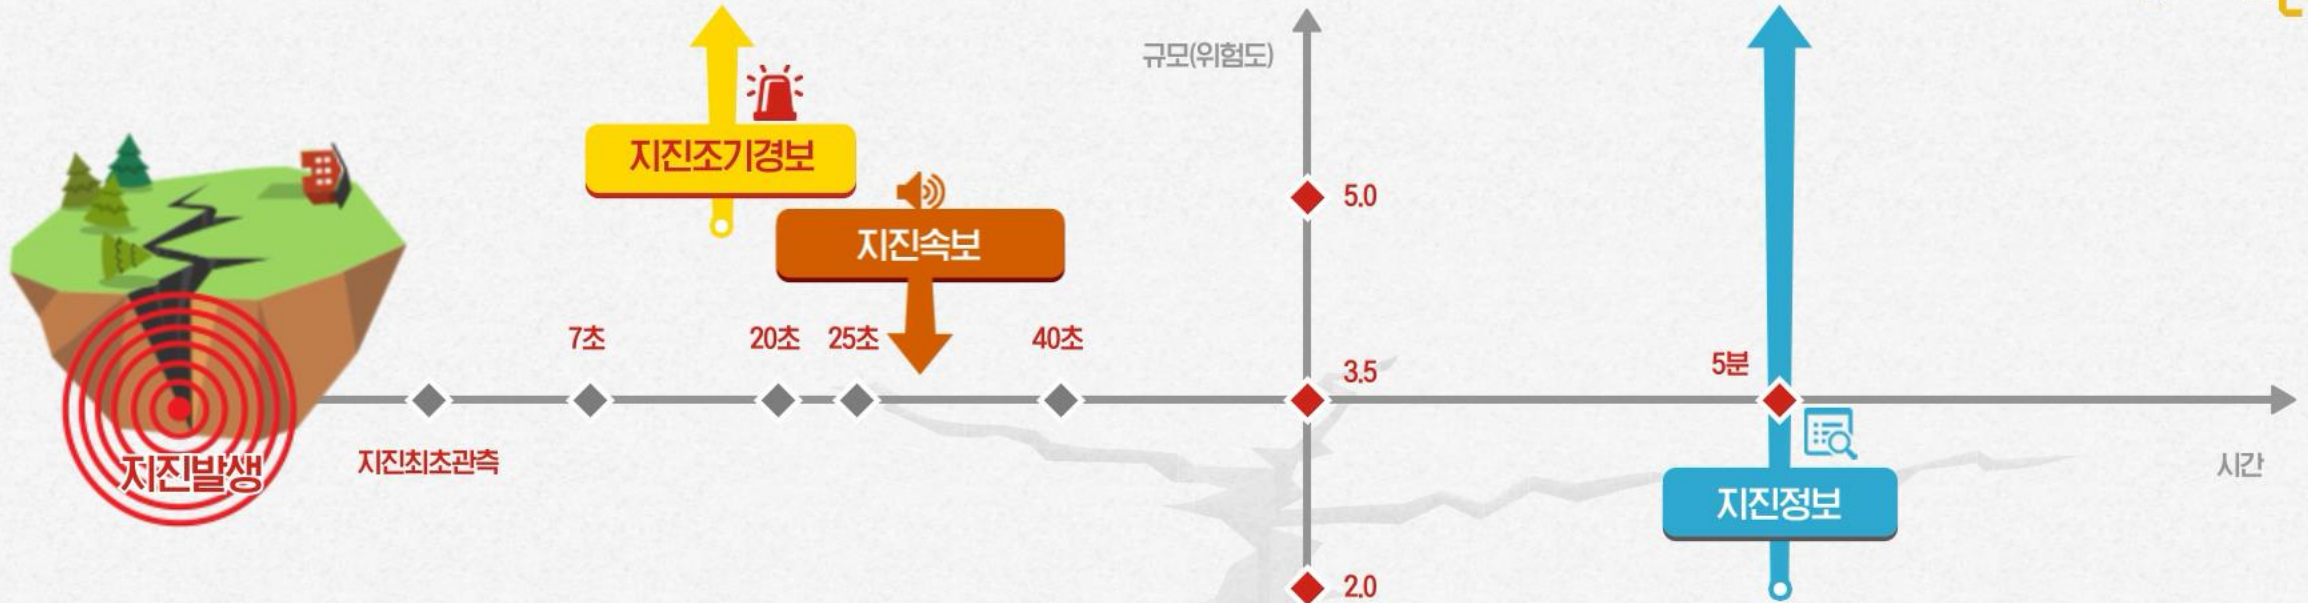 규모(위험도)
지진조기경보
5.0
지진속보
7초
20초
25초
40초
3.5
5분
지진발생
지진최초관측
시간
지진정보
2.0